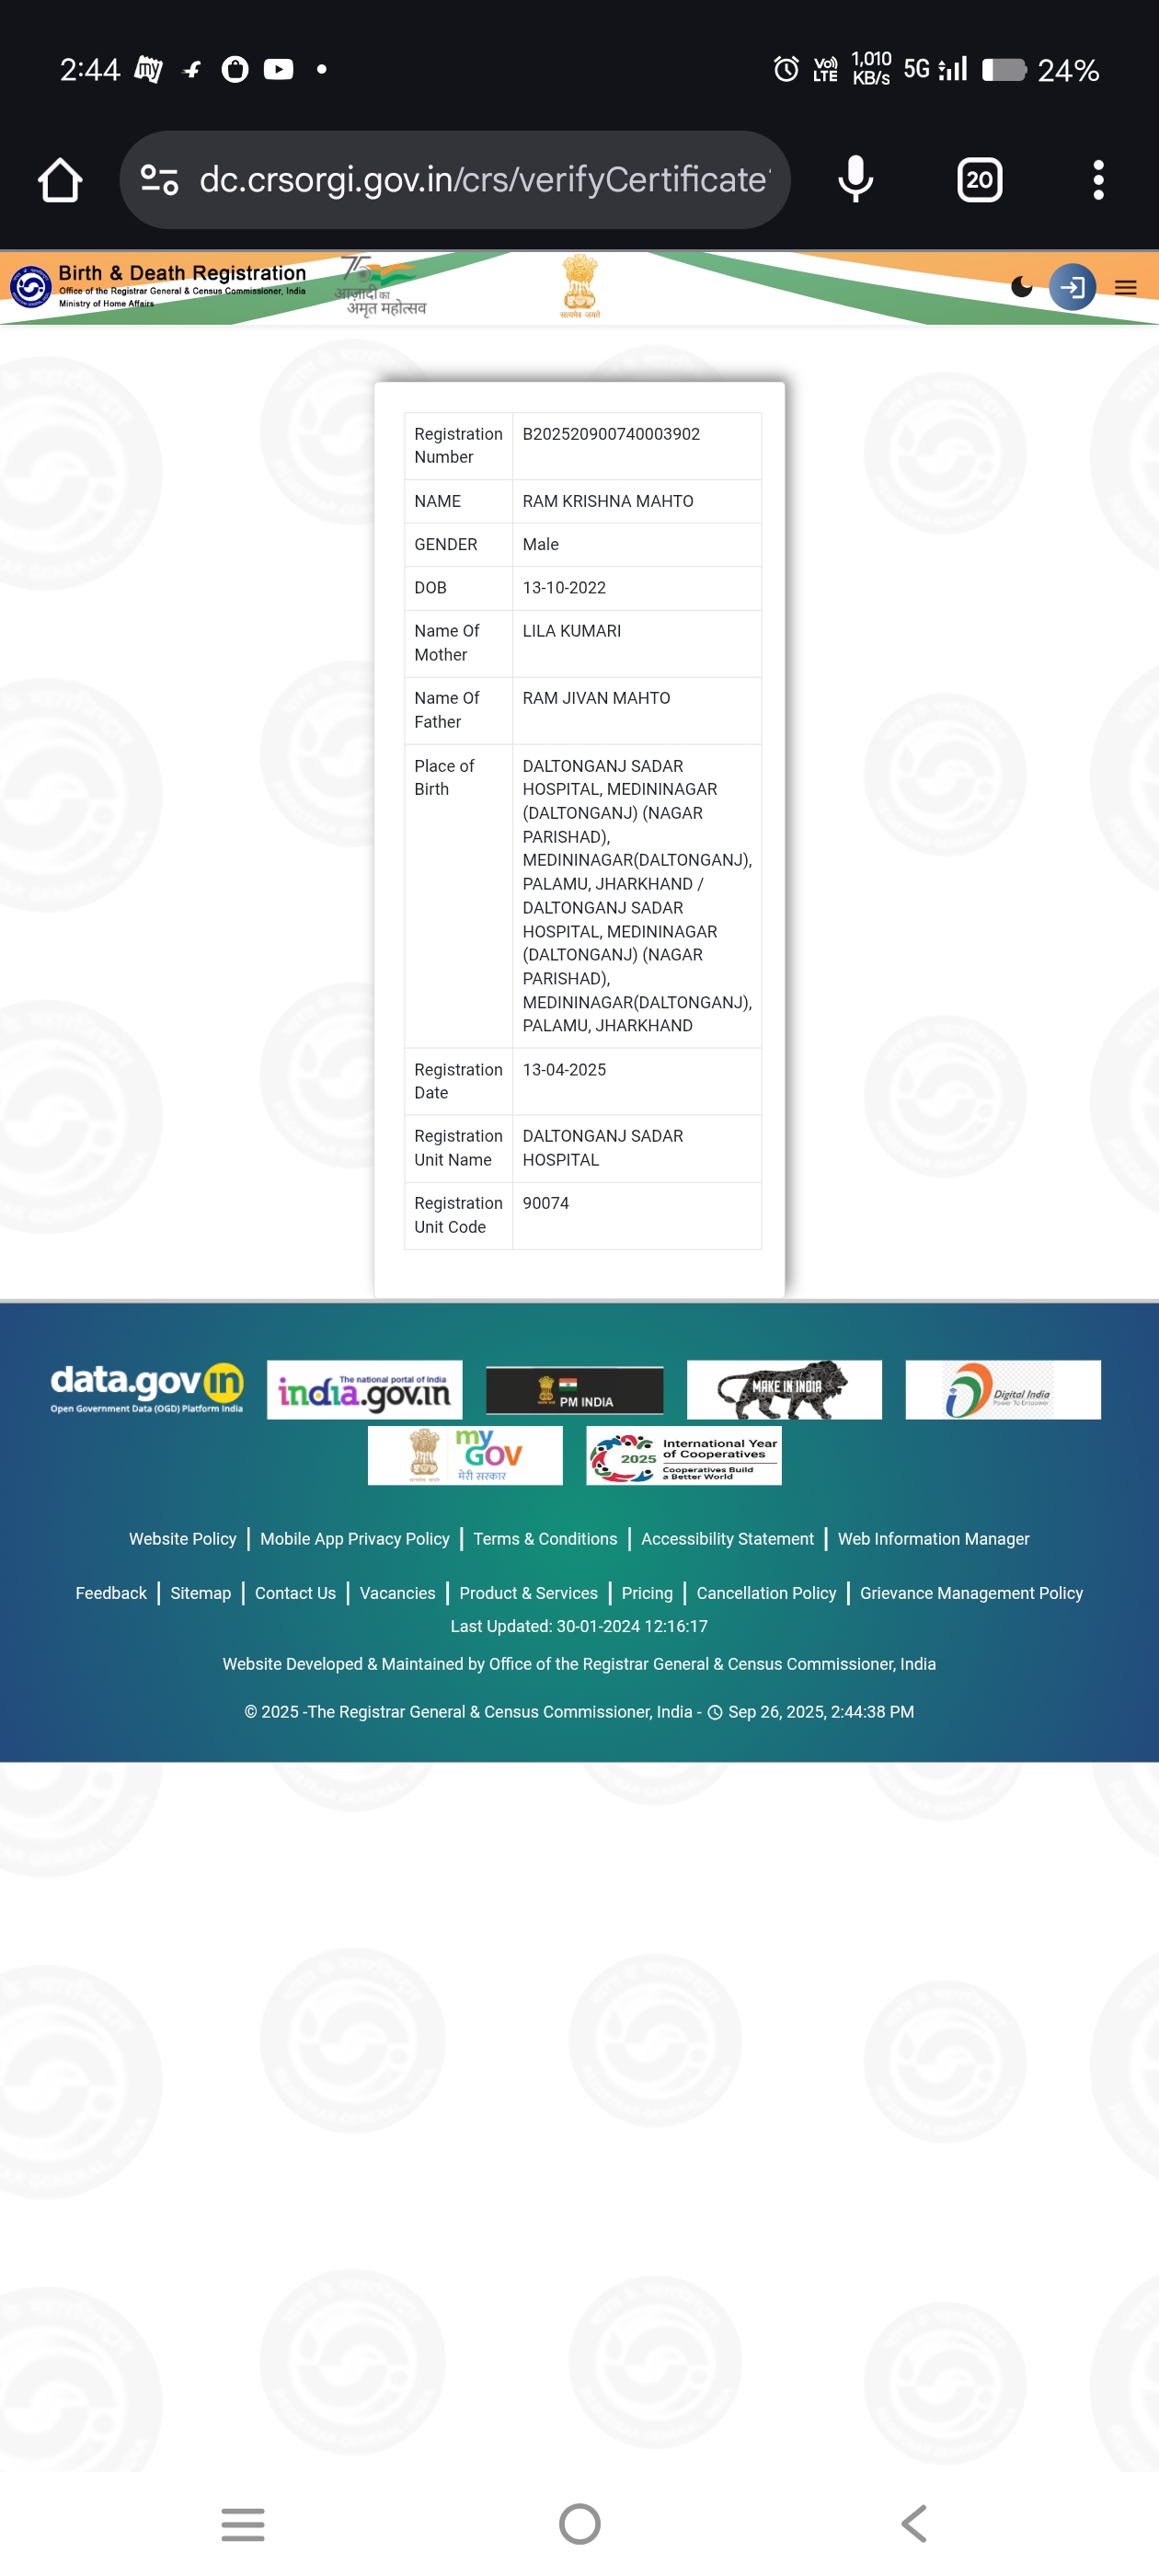 2:44
1,010
KB/s
Vo))
LTE
5G
24%
dc.crsorgi.gov.in/crs/verifyCertificate
20
Birth & Death Registration
Office of the Registrar General & Census Commissioner, India
Ministry of Home Affairs
आज़ादी का
अमृत महोत्सव
सत्यमेव जयते
Registration Number
B202520900740003902
NAME
RAM KRISHNA MAHTO
GENDER
Male
DOB
13-10-2022
Name Of
Mother
LILA KUMARI
Name Of
Father
RAM JIVAN MAHTO
Place of
Birth
DALTONGANJ SADAR
HOSPITAL, MEDININAGAR
(DALTONGANJ) (NAGAR
PARISHAD),
MEDININAGAR(DALTONGANJ),
PALAMU, JHARKHAND /
DALTONGANJ SADAR
HOSPITAL, MEDININAGAR
(DALTONGANJ) (NAGAR
PARISHAD),
MEDININAGAR(DALTONGANJ),
PALAMU, JHARKHAND
Registration
Date
13-04-2025
Registration
Unit Name
DALTONGANJ SADAR
HOSPITAL
Registration
Unit Code
90074
data.gov in
Open Government Data (OGD) Platform India
The national portal of India
india.gov.in
PM INDIA
MAKE IN INDIA
Digital India
Power To Empower
my
GOV
मेरी सरकार
2025
International Year
of Cooperatives
Cooperatives Build
a Better World
Website Policy | Mobile App Privacy Policy | Terms & Conditions | Accessibility Statement | Web Information Manager
Feedback | Sitemap | Contact Us | Vacancies | Product & Services | Pricing | Cancellation Policy | Grievance Management Policy
Last Updated: 30-01-2024 12:16:17
Website Developed & Maintained by Office of the Registrar General & Census Commissioner, India
© 2025 -The Registrar General & Census Commissioner, India - Sep 26, 2025, 2:44:38 PM